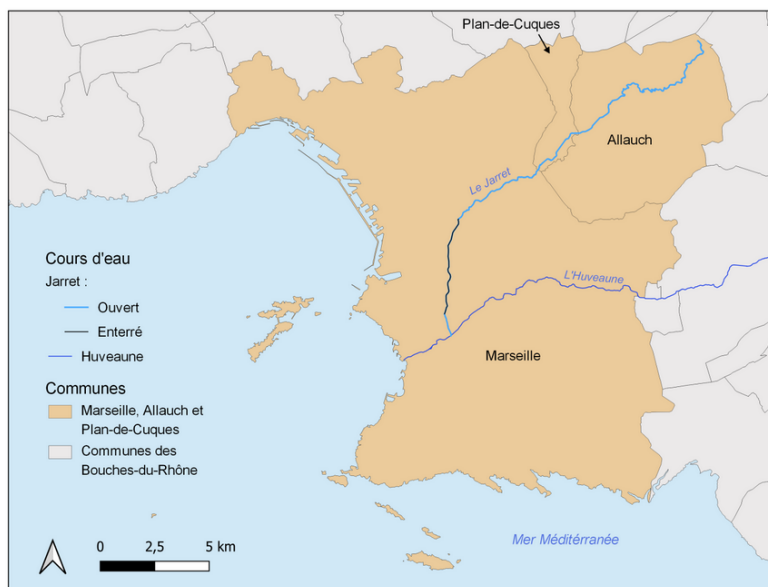 Plan-de-Cuques
Allauch
Le Jarret
L'Huveaune
Marseille
Cours d'eau
Jarret :
Ouvert
Enterré
Huveaune
Communes
Marseille, Allauch et
Plan-de-Cuques
Communes des
Bouches-du-Rhône
0 2,5 5 km
Mer Méditérranée